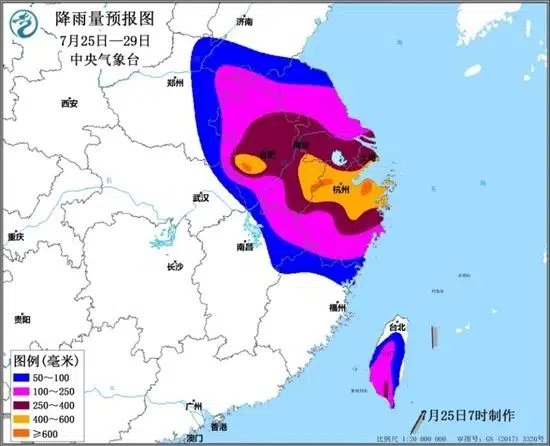 降雨量预报图
7月25日—29日
中央气象台
济南
郑州
西安
合肥
南京
上海
杭州
武汉
重庆
南昌
长沙
贵阳
福州
台北
广州
香港
澳门
东
海
图例(毫米)
50～100
100～250
250～400
400～600
≥600
7月25日7时制作
比例尺 1:20 000 000 审图号:GS (2017) 3320号